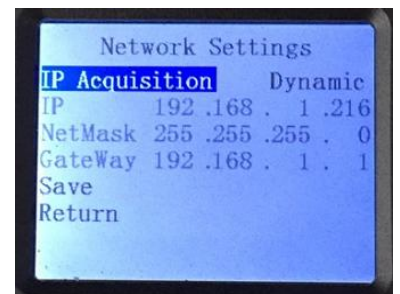 Network Settings
IP Acquisition Dynamic
IP 192 .168 . 1 .216
NetMask 255 .255 .255 . 0
GateWay 192 .168 . 1 . 1
Save
Return